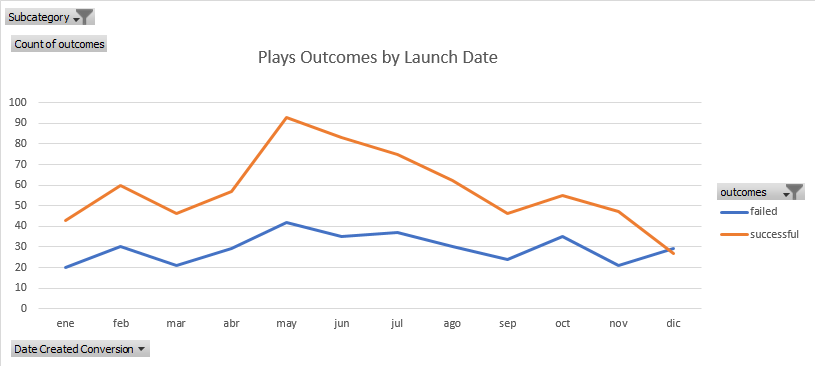 Subcategory
Count of outcomes
Plays Outcomes by Launch Date
100
90
80
70
60
50
40
30
20
10
0
ene feb mar abr may jun jul ago sep oct nov dic
outcomes
failed
successful
Date Created Conversion